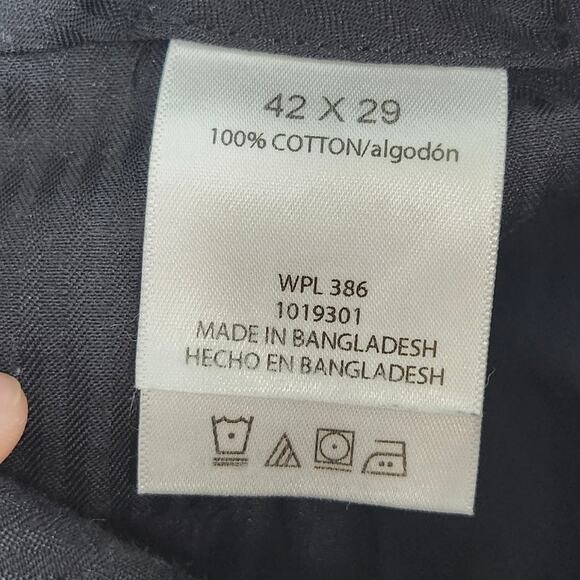 42 X 29
100% COTTON/algodón
WPL 386
1019301
MADE IN BANGLADESH
HECHO EN BANGLADESH